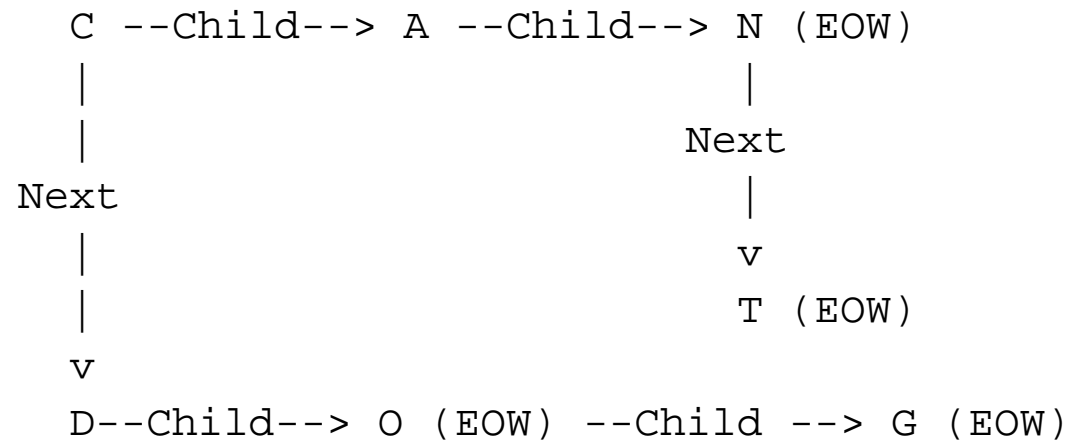 C --Child--> A --Child--> N (EOW)
| |
| Next
Next |
| v
| T (EOW)
v
D--Child--> O (EOW) --Child --> G (EOW)